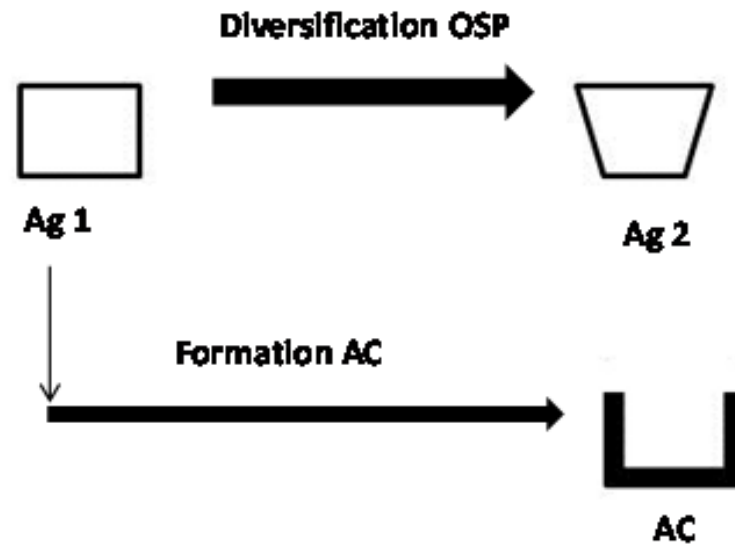 Diversification OSP
Ag 1
Ag 2
Formation AC
AC